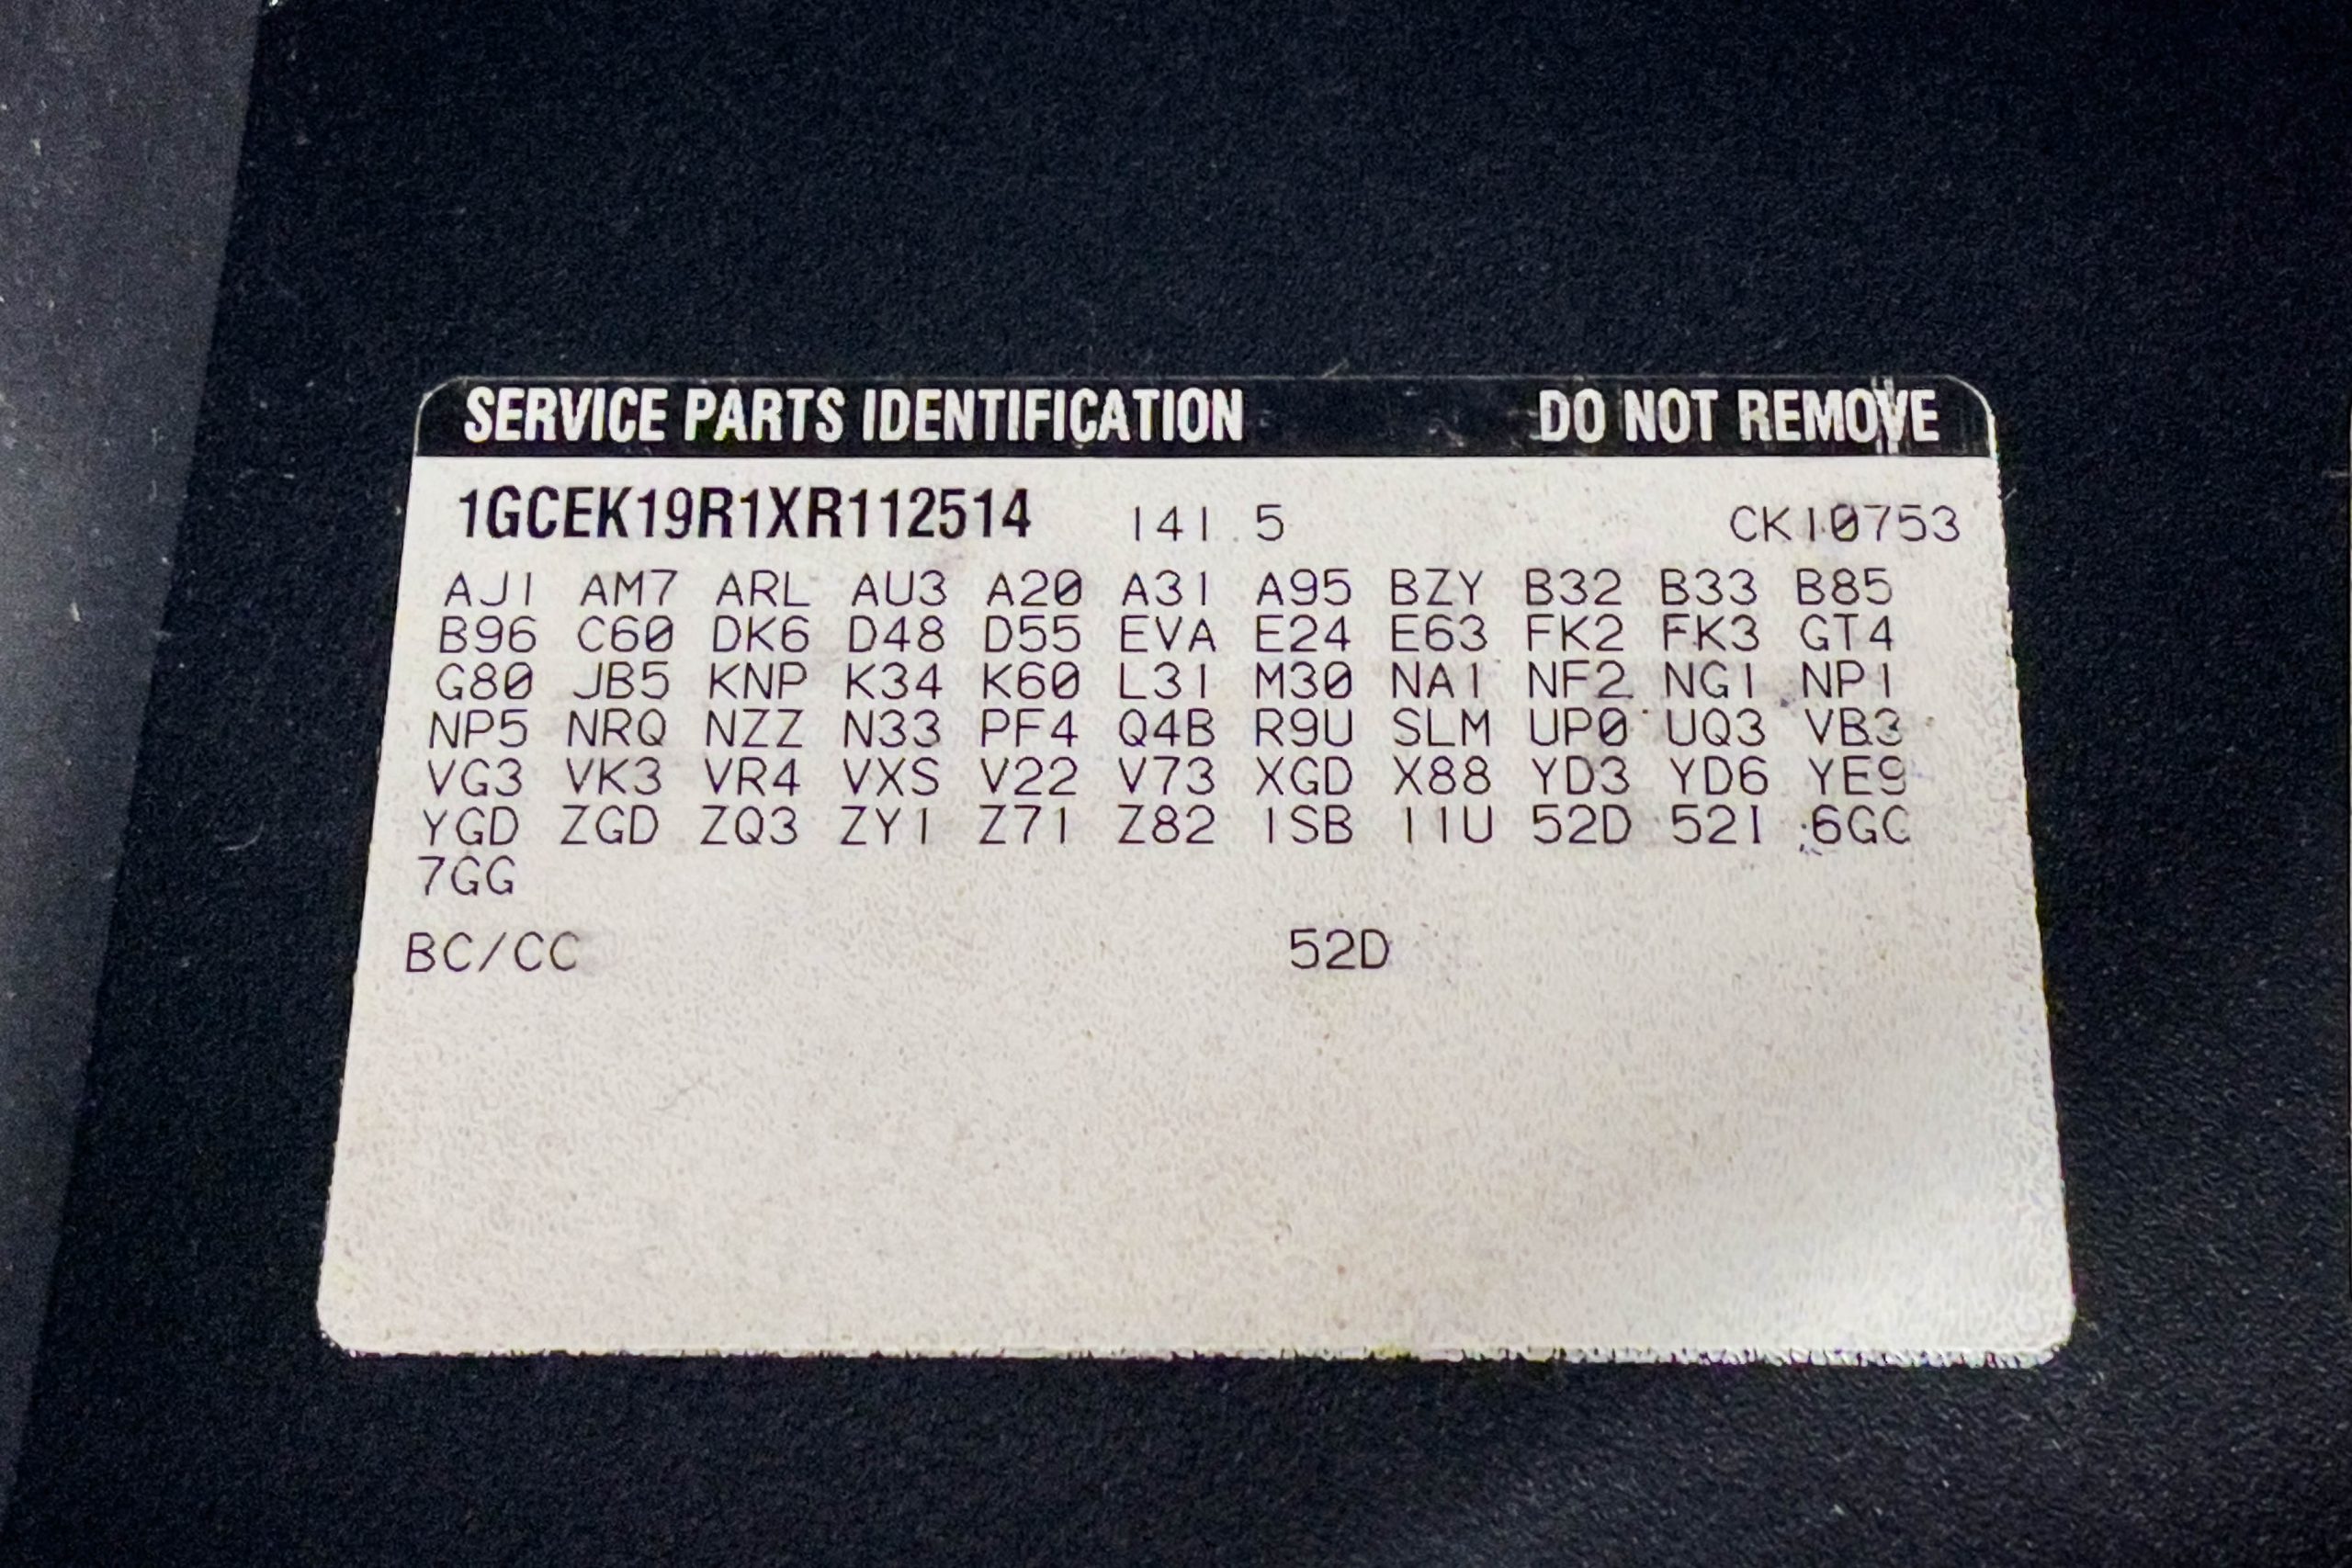 SERVICE PARTS IDENTIFICATION DO NOT REMOVE
1GCEK19R1XR112514 141.5 CK10753
AJ1 AM7 ARL AU3 A20 A31 A95 BZY B32 B33 B85
B96 C60 DK6 D48 D55 EVA E24 E63 FK2 FK3 GT4
G80 JB5 KNP K34 K60 L31 M30 NA1 NF2 NG1 NP1
NP5 NRQ NZZ N33 PF4 Q4B R9U SLM UP0 UQ3 VB3
VG3 VK3 VR4 VXS V22 V73 XGD X88 YD3 YD6 YE9
YGD ZGD ZQ3 ZY1 Z71 Z82 1SB 11U 52D 52I 6GC
7GG
BC/CC 52D